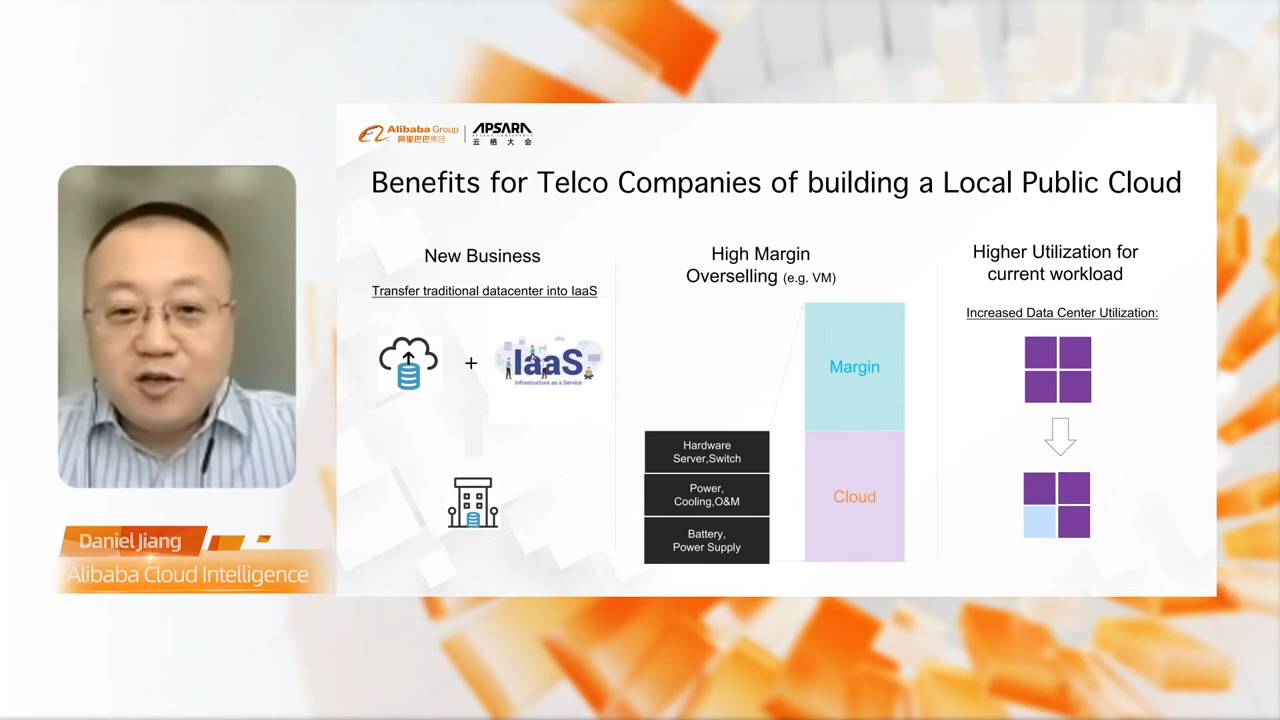 Alibaba Group
阿里巴巴集团
APSARA
云栖大会
Benefits for Telco Companies of building a Local Public Cloud
New Business
Transfer traditional datacenter into IaaS
+
IaaS
Infrastructure as a Service
High Margin
Overselling (e.g. VM)
Margin
Hardware
Server,Switch
Power,
Cooling,O&M
Battery,
Power Supply
Cloud
Higher Utilization for
current workload
Increased Data Center Utilization:
Daniel Jiang
Alibaba Cloud Intelligence